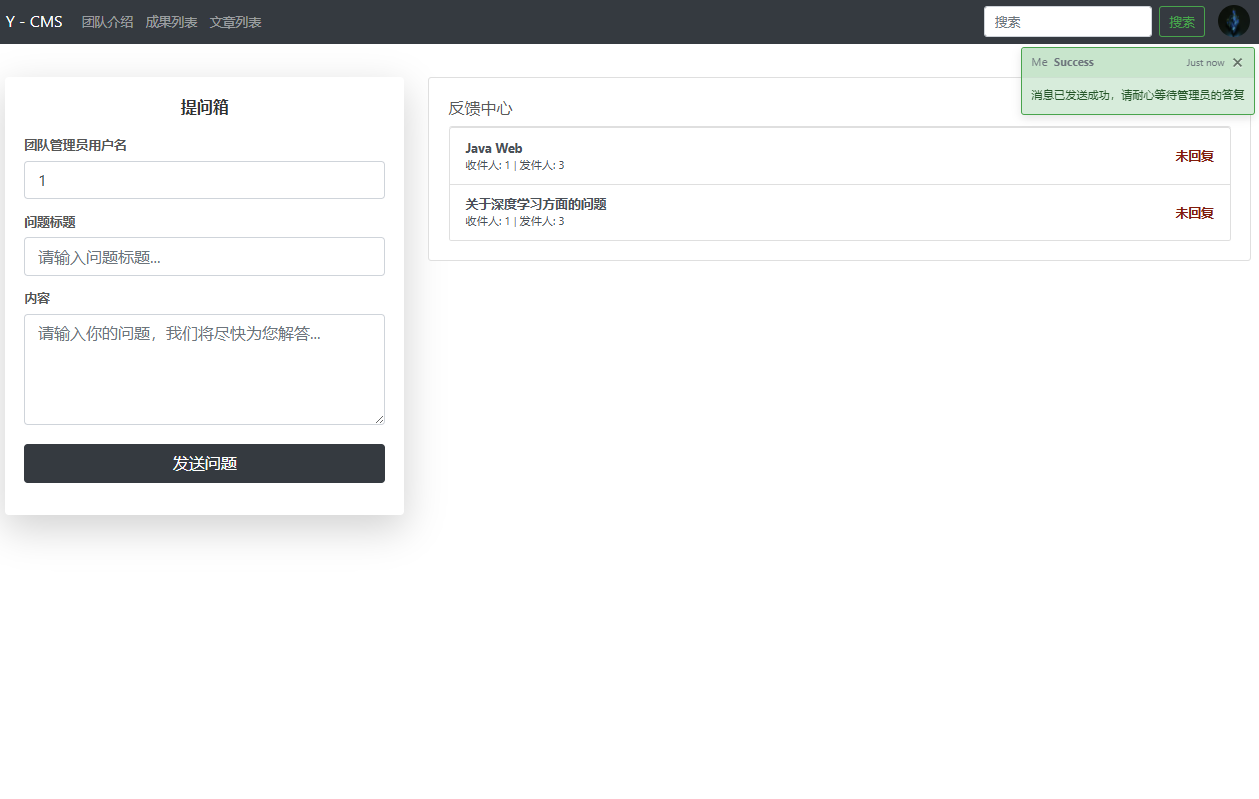 Y - CMS 团队介绍 成果列表 文章列表 搜索 搜索
Me Success Just now ✕
消息已发送成功，请耐心等待管理员的答复
提问箱
团队管理员用户名
1
问题标题
请输入问题标题...
内容
请输入你的问题，我们将尽快为您解答...
发送问题
反馈中心
Java Web
收件人: 1 | 发件人: 3
未回复
关于深度学习方面的问题
收件人: 1 | 发件人: 3
未回复